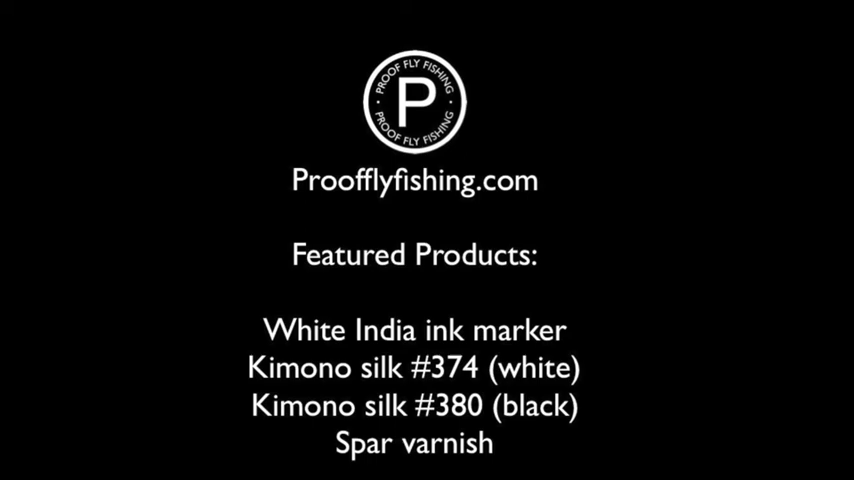 PROOF FLY FISHING
P
PROOF FLY FISHING
Proofflyfishing.com
Featured Products:
White India ink marker
Kimono silk #374 (white)
Kimono silk #380 (black)
Spar varnish